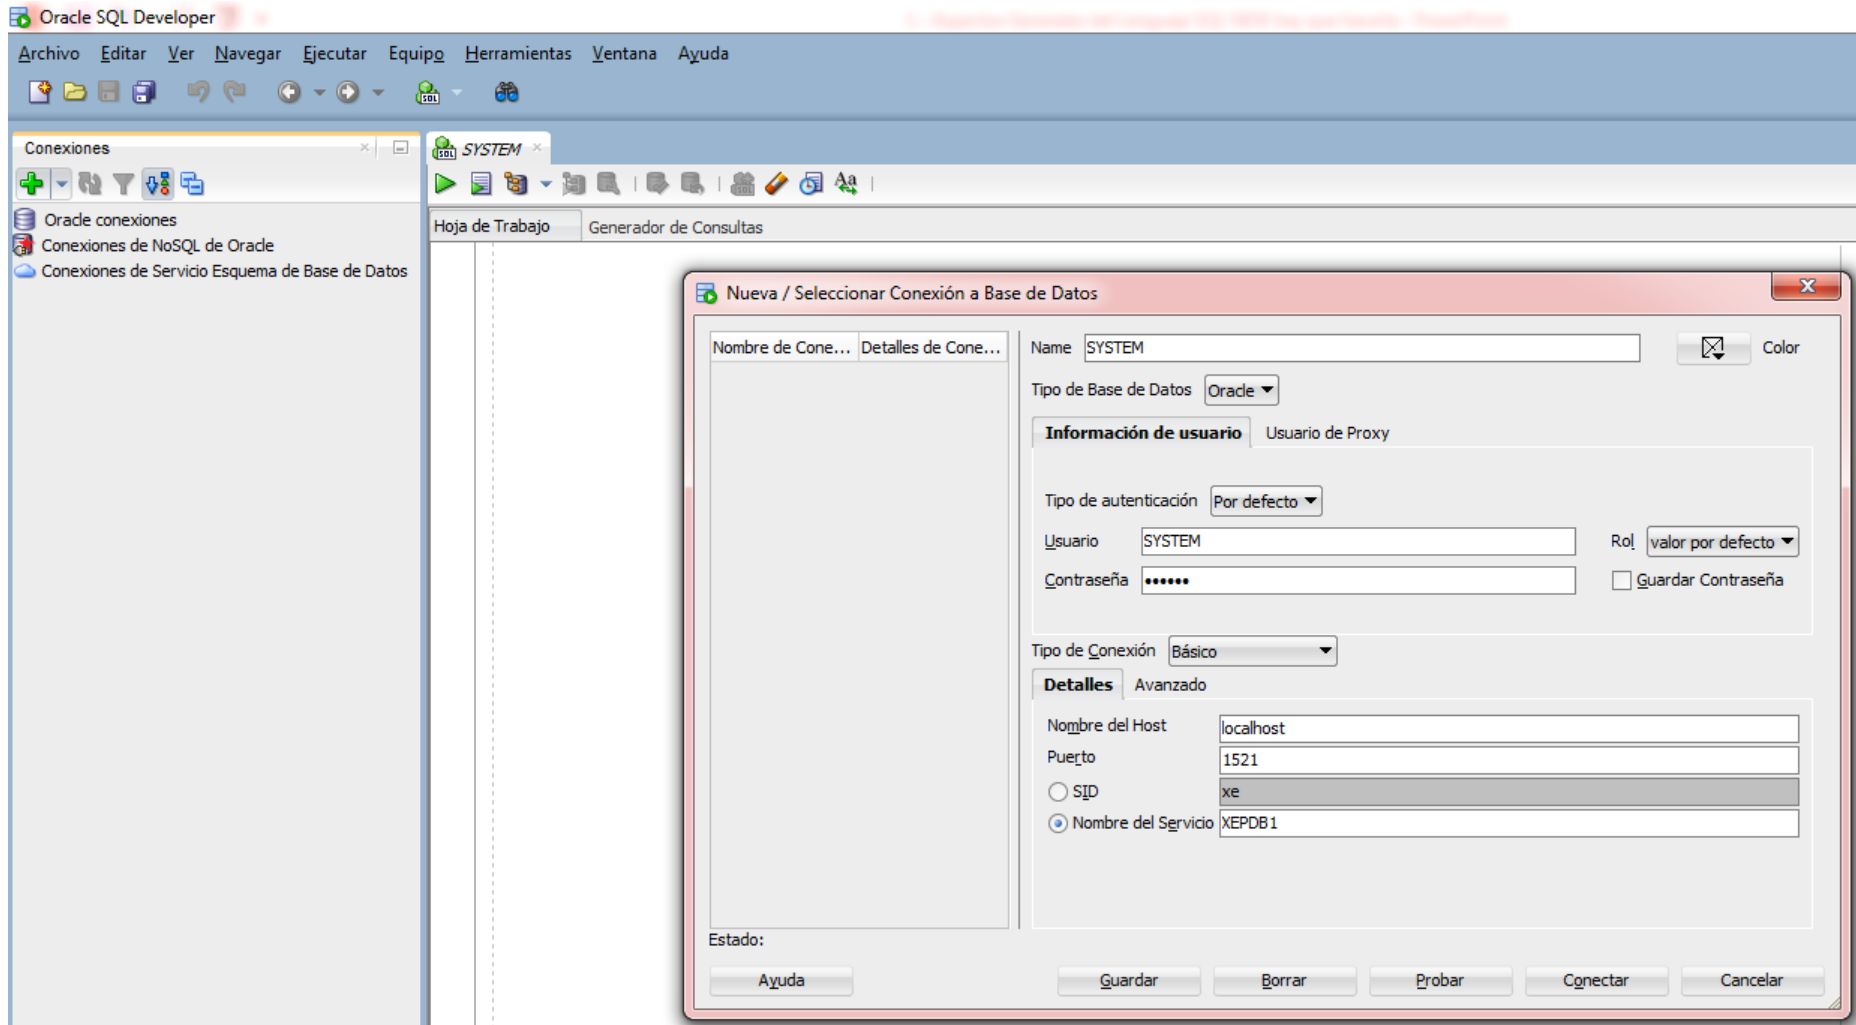 Oracle SQL Developer
Archivo Editar Ver Navegar Ejecutar Equipo Herramientas Ventana Ayuda
SQL
Conexiones
SQL SYSTEM
Aa
Oracle conexiones
Conexiones de NoSQL de Oracle
Conexiones de Servicio Esquema de Base de Datos
Hoja de Trabajo Generador de Consultas
Nueva / Seleccionar Conexión a Base de Datos
Nombre de Cone... Detalles de Cone...
Name SYSTEM Color
Tipo de Base de Datos Oracle
Información de usuario Usuario de Proxy
Tipo de autenticación Por defecto
Usuario SYSTEM Rol valor por defecto
Contraseña •••••• Guardar Contraseña
Tipo de Conexión Básico
Detalles Avanzado
Nombre del Host localhost
Puerto 1521
SID xe
Nombre del Servicio XEPDB1
Estado:
Ayuda Guardar Borrar Probar Conectar Cancelar